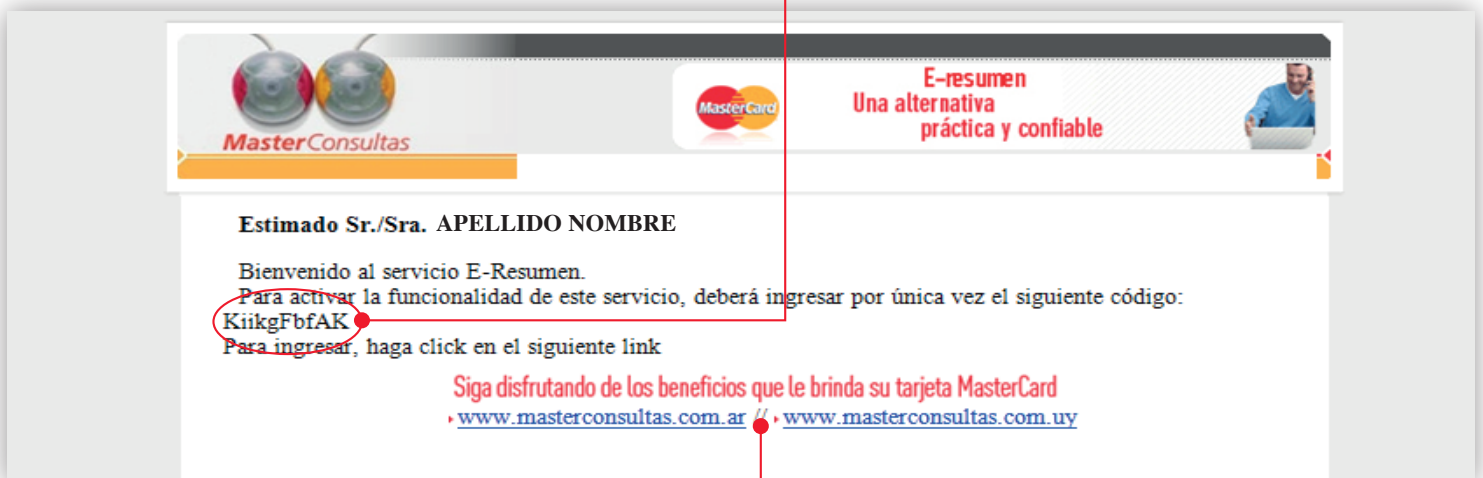 MasterConsultas
MasterCard
E-resumen
Una alternativa
práctica y confiable
Estimado Sr./Sra. APELLIDO NOMBRE
Bienvenido al servicio E-Resumen.
Para activar la funcionalidad de este servicio, deberá ingresar por única vez el siguiente código:
KiikgFbfAK
Para ingresar, haga click en el siguiente link
Siga disfrutando de los beneficios que le brinda su tarjeta MasterCard
www.masterconsultas.com.ar // www.masterconsultas.com.uy